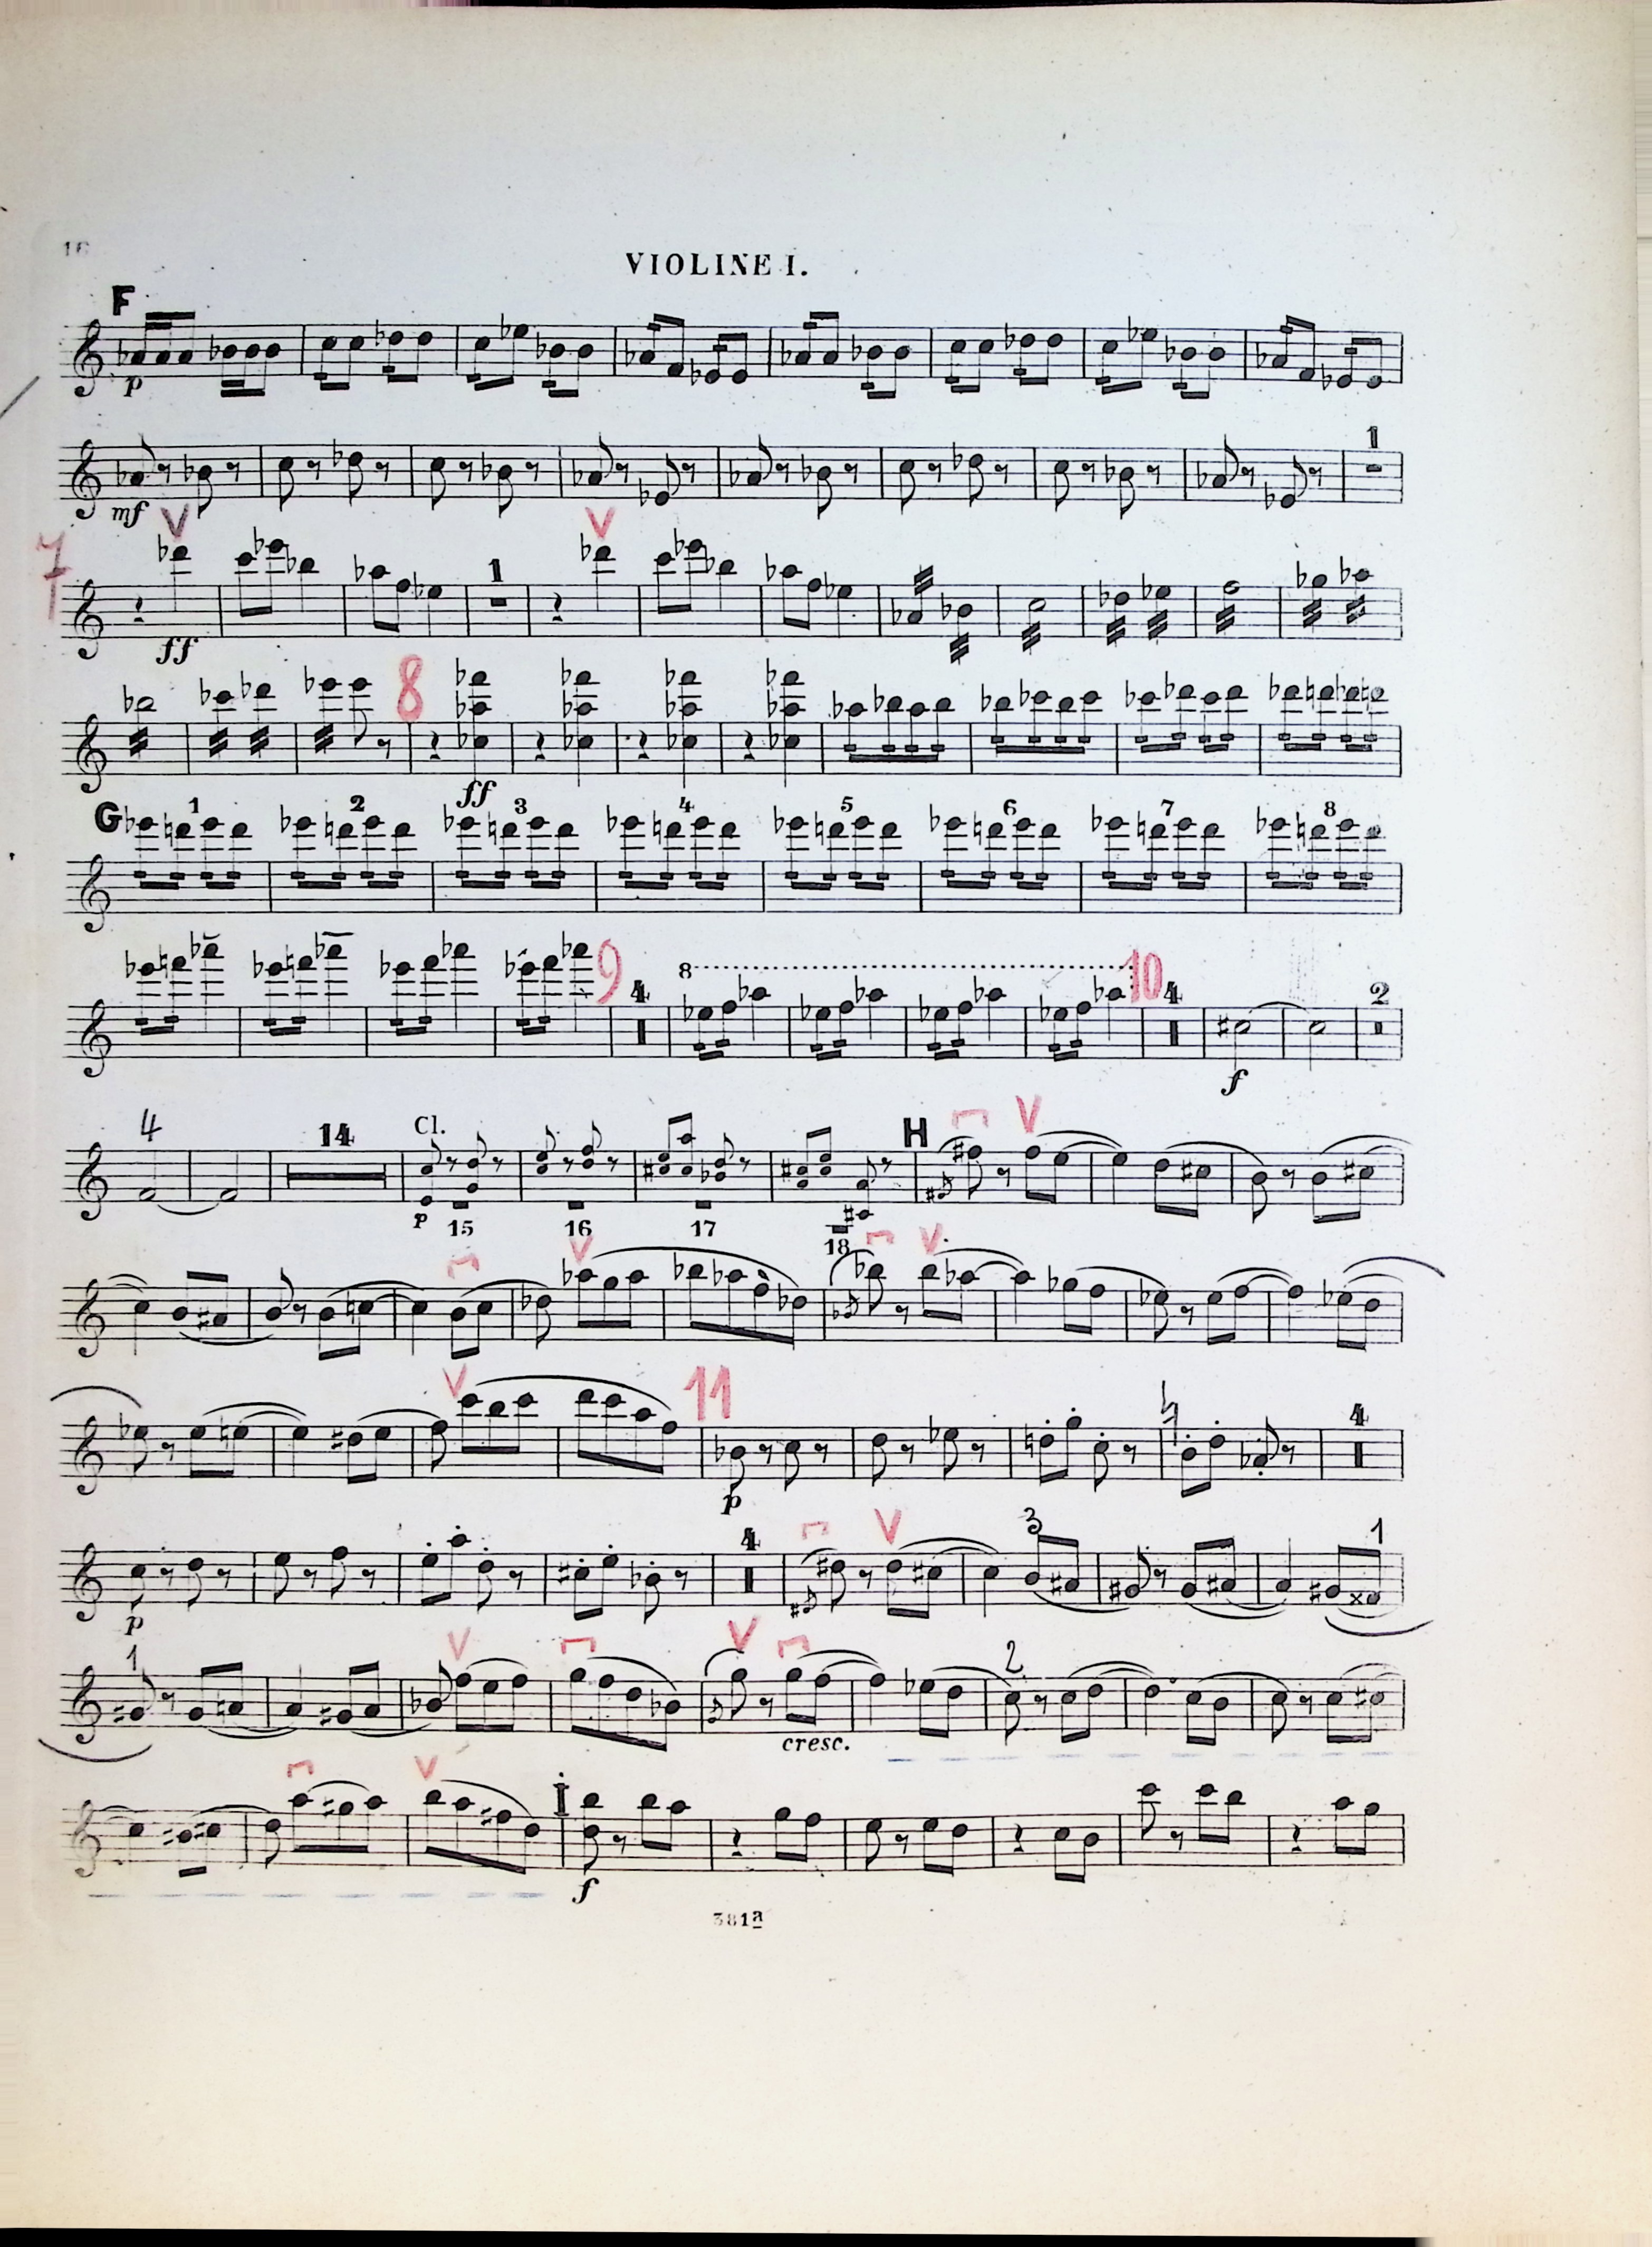 16
VIOLINE I.
F
p
1
mf
7 V V
1
ff
8
ff
G 1 2 3 4 5 6 7 8
9 4 8 10 4 2
f
4 14 Cl. H V
p 15 16 17 18
V V
V 11 4
p
4 V 3 1
p
1 V V 2
cresc.
V I
f
381a